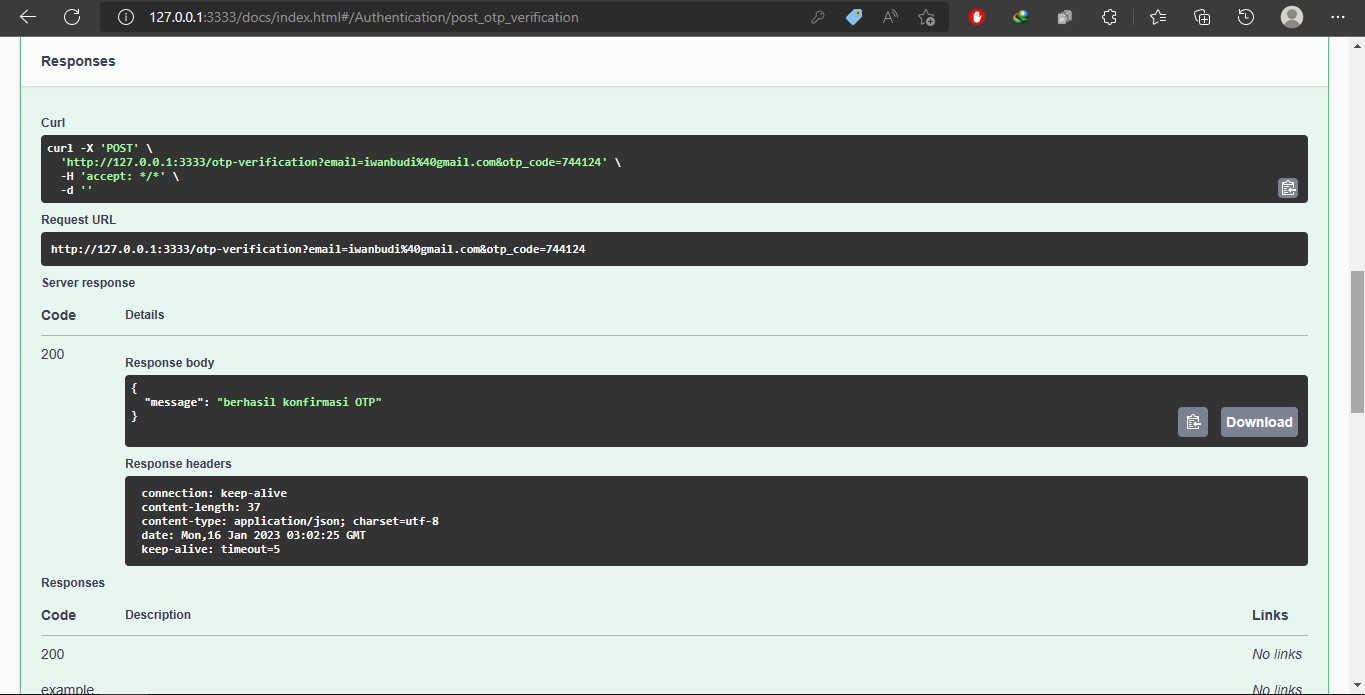 127.0.0.1:3333/docs/index.html#/Authentication/post_otp_verification
Responses
Curl
curl -X 'POST' \
'http://127.0.0.1:3333/otp-verification?email=iwanbudi%40gmail.com&otp_code=744124' \
-H 'accept: */*' \
-d ''
Request URL
http://127.0.0.1:3333/otp-verification?email=iwanbudi%40gmail.com&otp_code=744124
Server response
Code Details
200
Response body
{
"message": "berhasil konfirmasi OTP"
}
Download
Response headers
connection: keep-alive
content-length: 37
content-type: application/json; charset=utf-8
date: Mon,16 Jan 2023 03:02:25 GMT
keep-alive: timeout=5
Responses
Code Description Links
200 No links
example No links